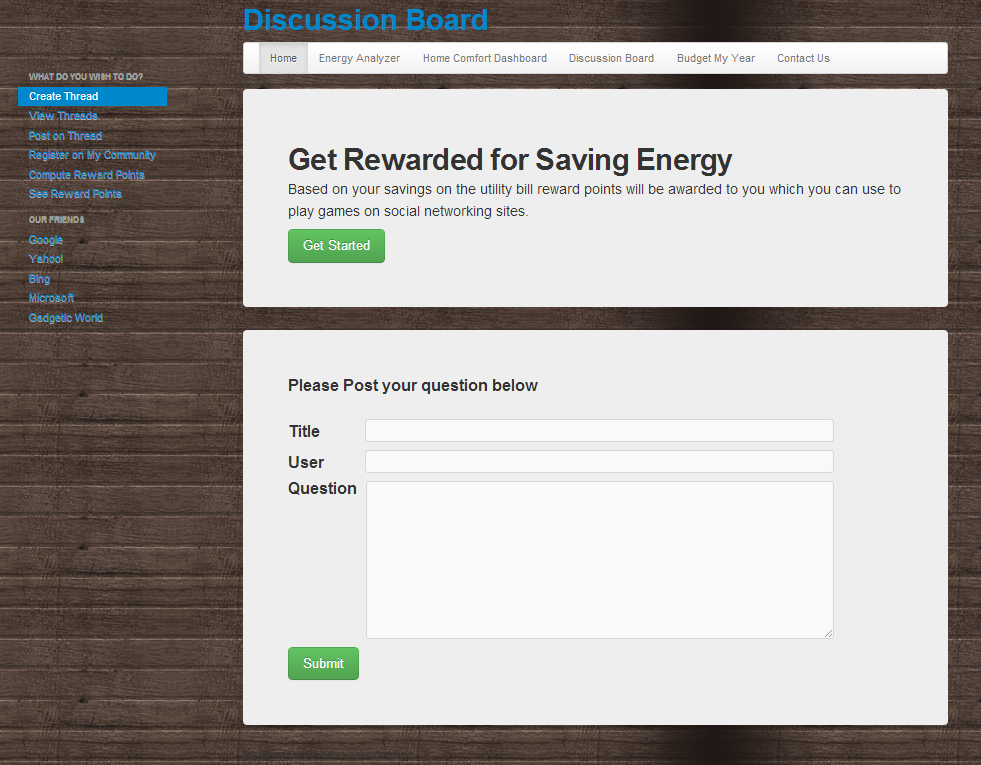 Discussion Board
Home Energy Analyzer Home Comfort Dashboard Discussion Board Budget My Year Contact Us
WHAT DO YOU WISH TO DO?
Create Thread
View Threads
Post on Thread
Register on My Community
Compute Reward Points
See Reward Points
OUR FRIENDS
Google
Yahoo!
Bing
Microsoft
Gadgetic World
Get Rewarded for Saving Energy
Based on your savings on the utility bill reward points will be awarded to you which you can use to
play games on social networking sites.
Get Started
Please Post your question below
Title
User
Question
Submit